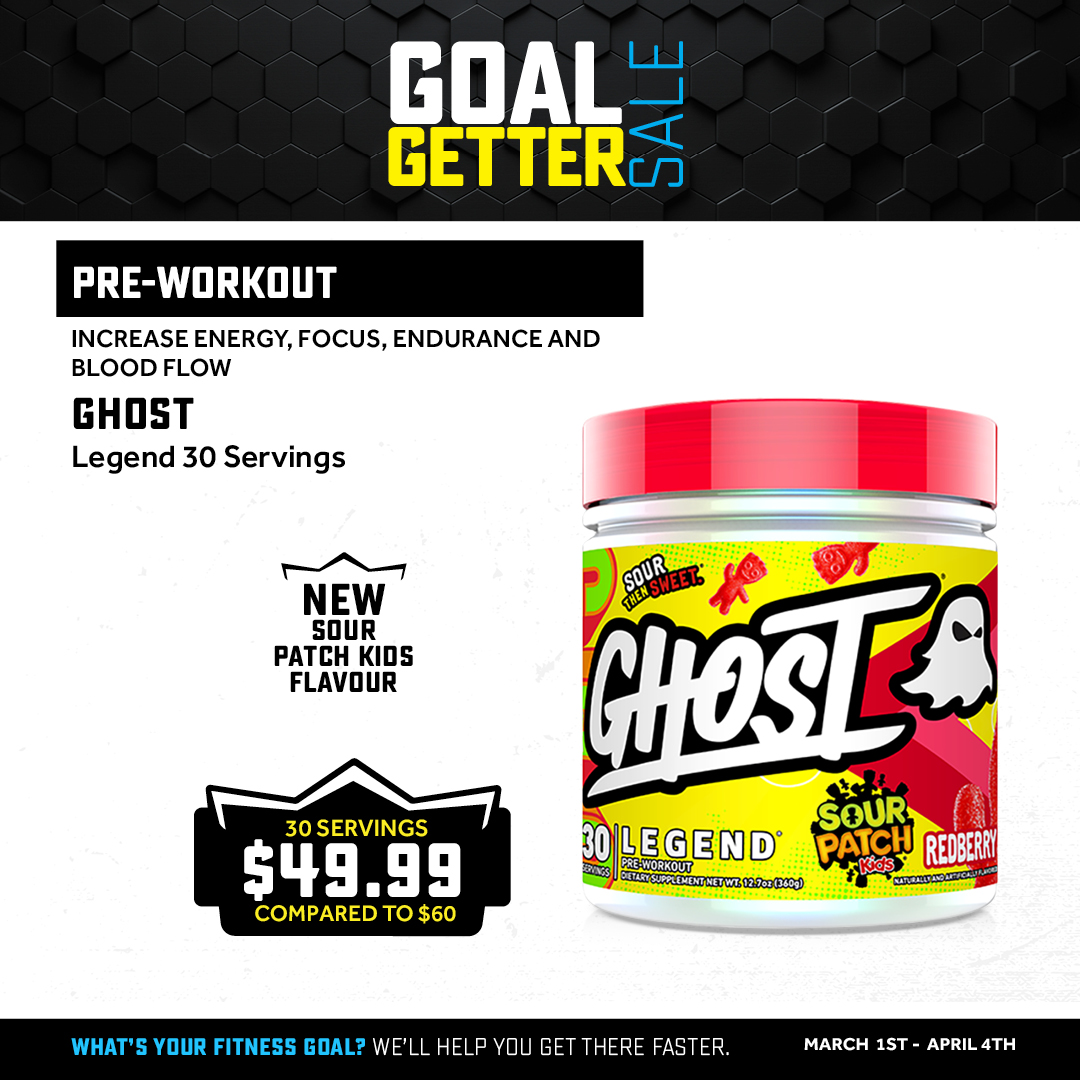 GOAL
GETTER
SALE
PRE-WORKOUT
INCREASE ENERGY, FOCUS, ENDURANCE AND
BLOOD FLOW
GHOST
Legend 30 Servings
NEW
SOUR
PATCH KIDS
FLAVOUR
30 SERVINGS
$49.99
COMPARED TO $60
SOUR
THEN SWEET.
GHOST
SOUR
PATCH
Kids
REDBERRY
30
SERVINGS
LEGEND
PRE-WORKOUT
DIETARY SUPPLEMENT NET WT. 12.7oz (360g)
NATURALLY AND ARTIFICIALLY
WHAT'S YOUR FITNESS GOAL? WE'LL HELP YOU GET THERE FASTER.
MARCH 1ST - APRIL 4TH